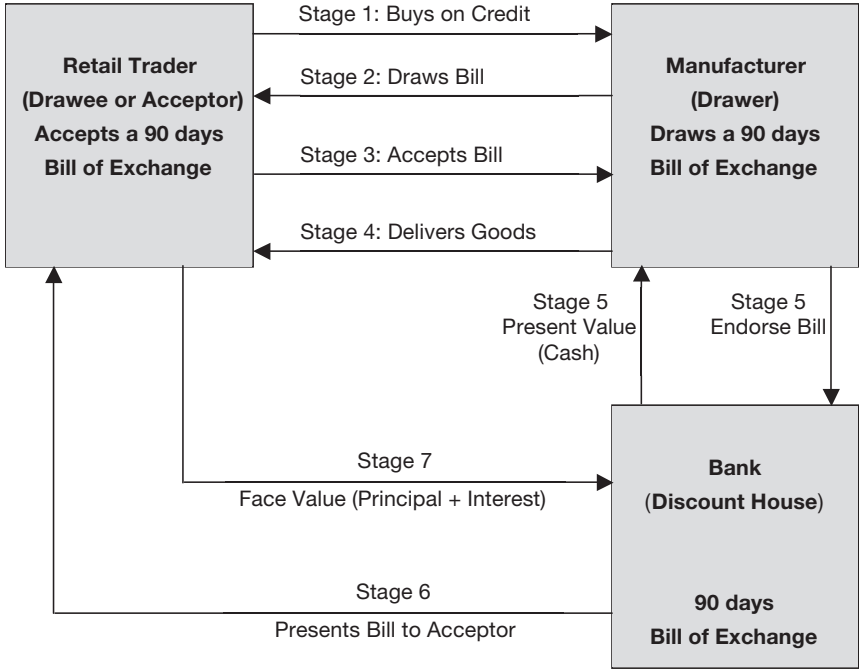 Stage 1: Buys on Credit
Retail Trader
(Drawee or Acceptor)
Accepts a 90 days
Bill of Exchange
Stage 2: Draws Bill
Stage 3: Accepts Bill
Stage 4: Delivers Goods
Manufacturer
(Drawer)
Draws a 90 days
Bill of Exchange
Stage 5
Present Value
(Cash)
Stage 5
Endorse Bill
Stage 7
Face Value (Principal + Interest)
Bank
(Discount House)
Stage 6
Presents Bill to Acceptor
90 days
Bill of Exchange